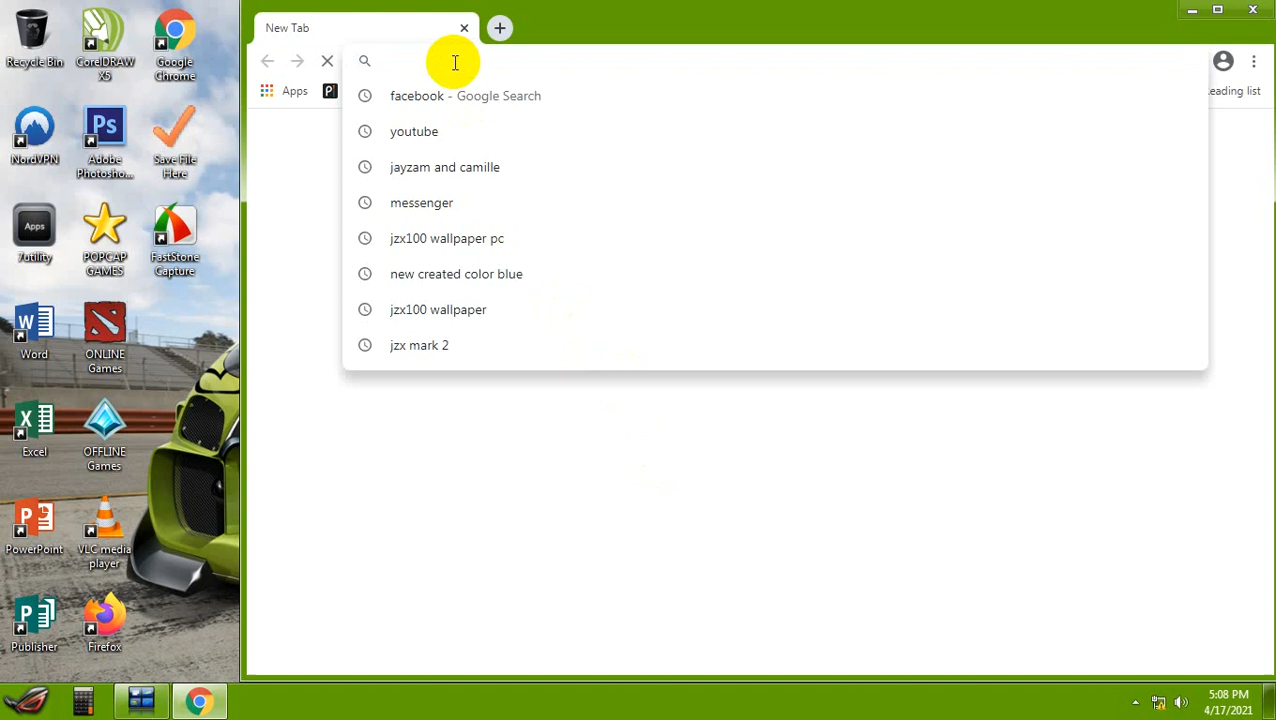 Recycle Bin
CorelDRAW X5
Google Chrome
NordVPN
Adobe Photosho...
Save File Here
Apps
7utility
POPCAP GAMES
FastStone Capture
Word
ONLINE Games
Excel
OFFLINE Games
PowerPoint
VLC media player
Publisher
Firefox
New Tab
Apps
eading list
facebook - Google Search
youtube
jayzam and camille
messenger
jzx100 wallpaper pc
new created color blue
jzx100 wallpaper
jzx mark 2
5:08 PM
4/17/2021